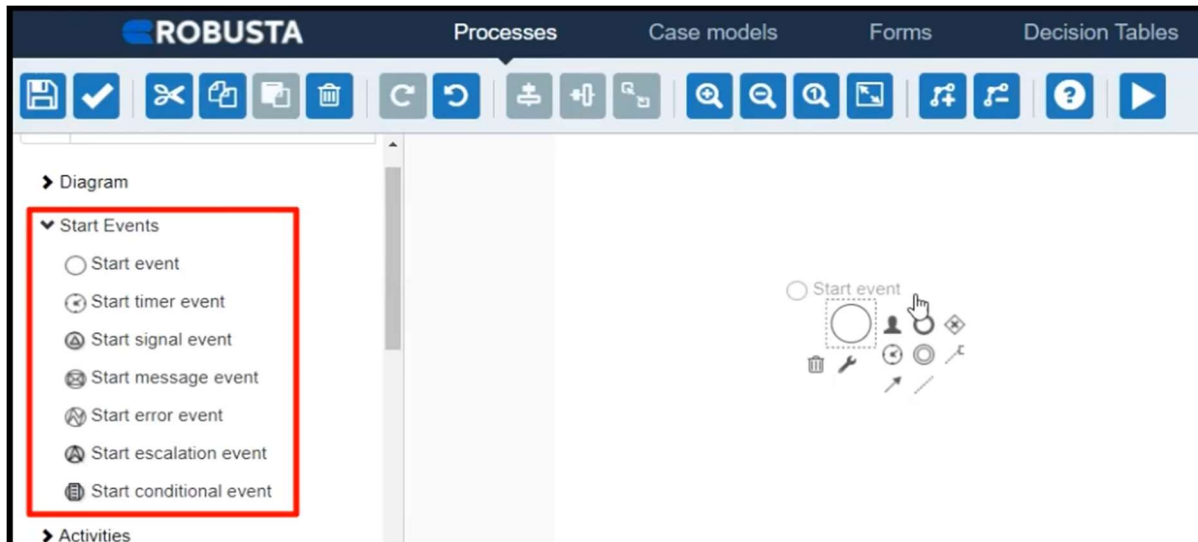 ROBUSTA
Processes
Case models
Forms
Decision Tables
Diagram
Start Events
Start event
Start timer event
Start signal event
Start message event
Start error event
Start escalation event
Start conditional event
Activities
Start event